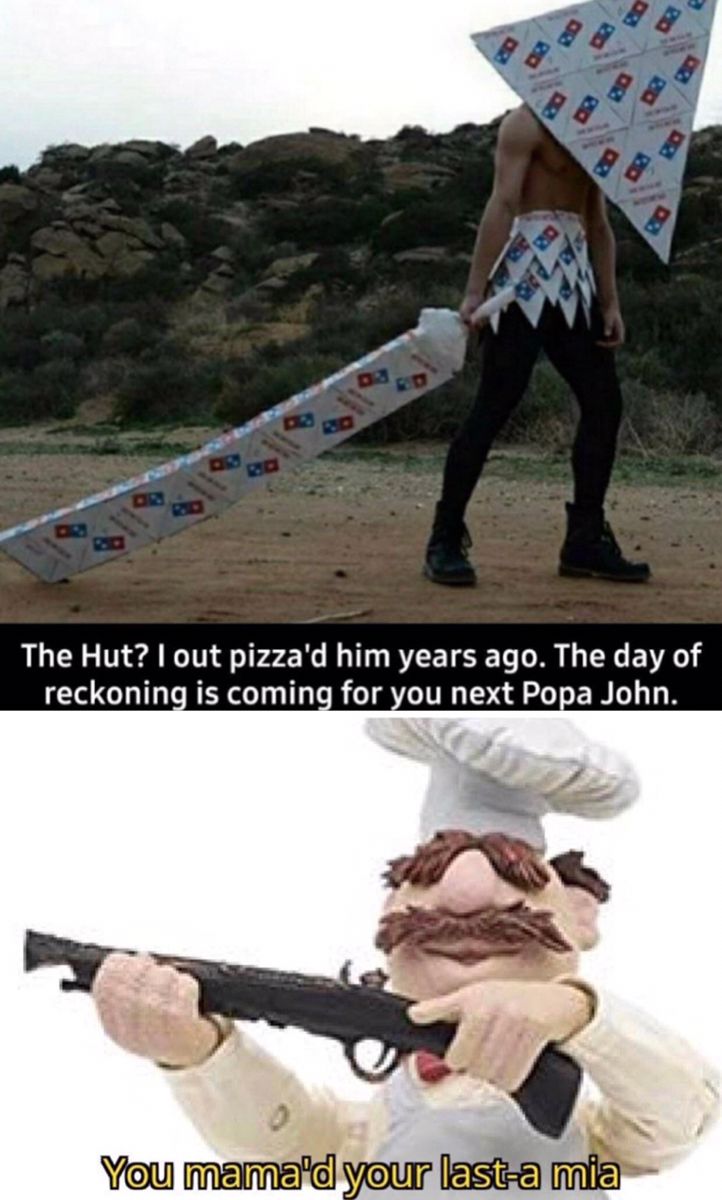 The Hut? I out pizza'd him years ago. The day of
reckoning is coming for you next Popa John.
You mama'd your last-a mia